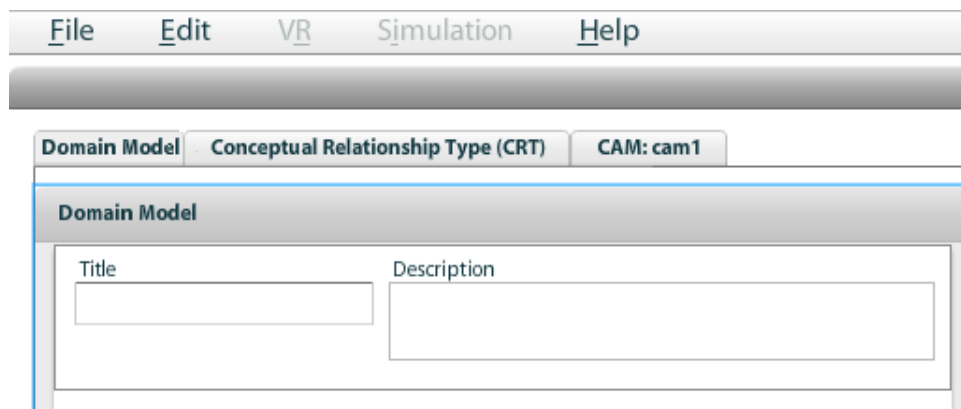 File Edit VR Simulation Help
Domain Model Conceptual Relationship Type (CRT) CAM: cam1
Domain Model
Title Description